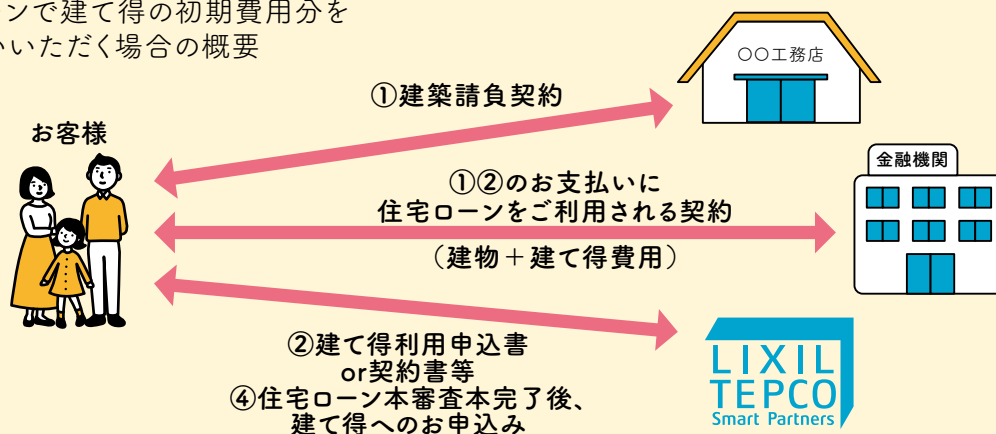 ンで建て得の初期費用分を
いただく場合の概要
〇〇工務店
①建築請負契約
お客様
金融機関
①②のお支払いに
住宅ローンをご利用される契約
（建物＋建て得費用）
②建て得利用申込書
or契約書等
④住宅ローン本審査本完了後、
建て得へのお申込み
LIXIL
TEPCO
Smart Partners